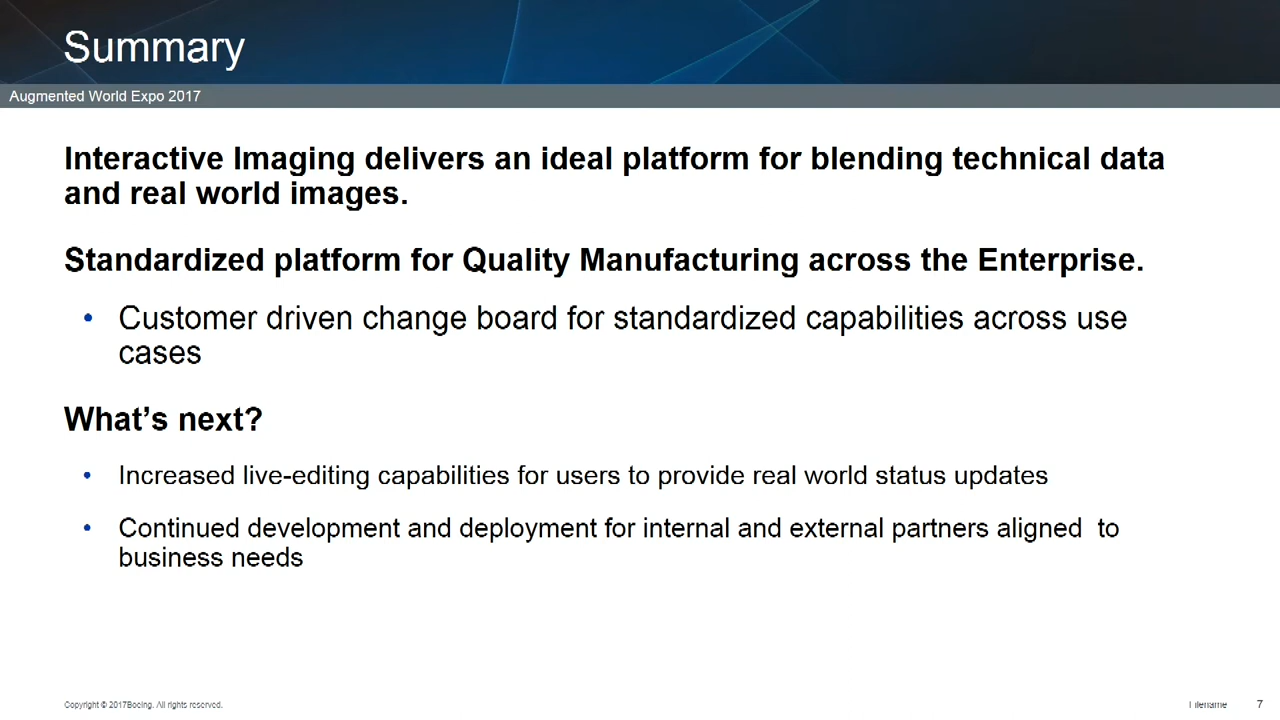 Summary
Augmented World Expo 2017
Interactive Imaging delivers an ideal platform for blending technical data
and real world images.
Standardized platform for Quality Manufacturing across the Enterprise.
• Customer driven change board for standardized capabilities across use
cases
What’s next?
• Increased live-editing capabilities for users to provide real world status updates
• Continued development and deployment for internal and external partners aligned to
business needs
Copyright © 2017Boeing. All rights reserved.
Filename 7